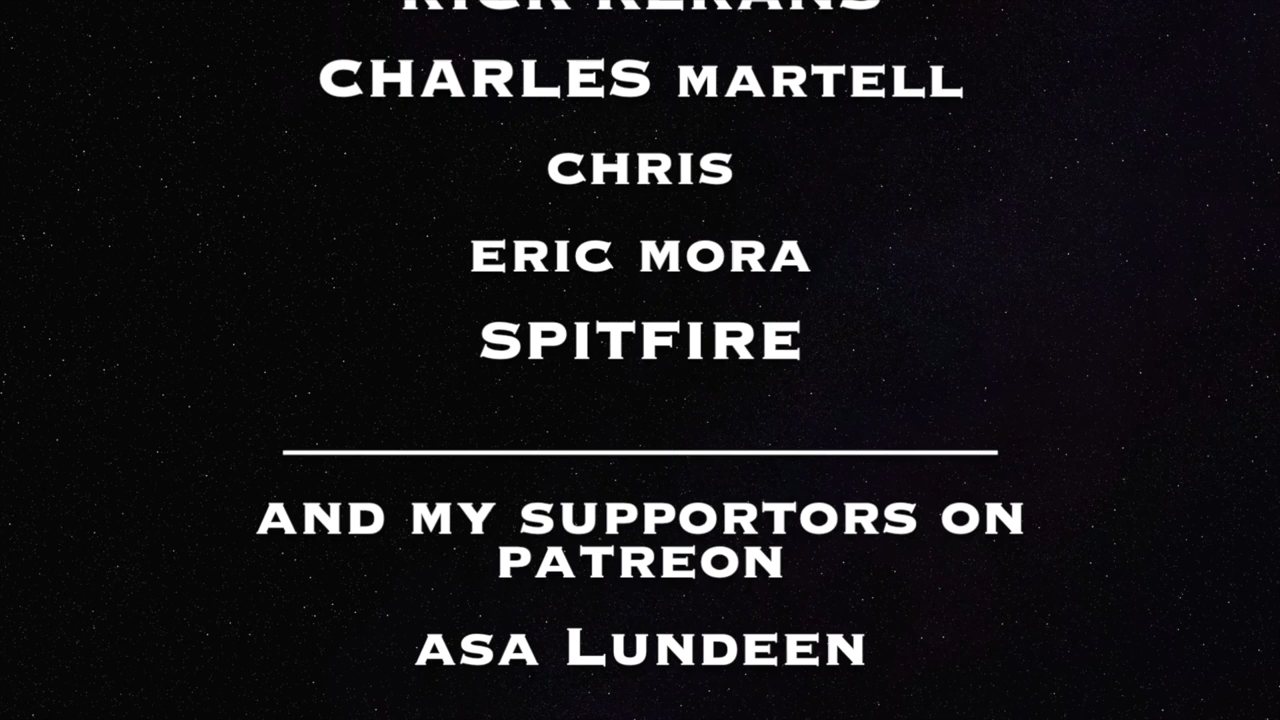 CHARLES MARTELL
CHRIS
ERIC MORA
SPITFIRE
AND MY SUPPORTORS ON
PATREON
ASA LUNDEEN